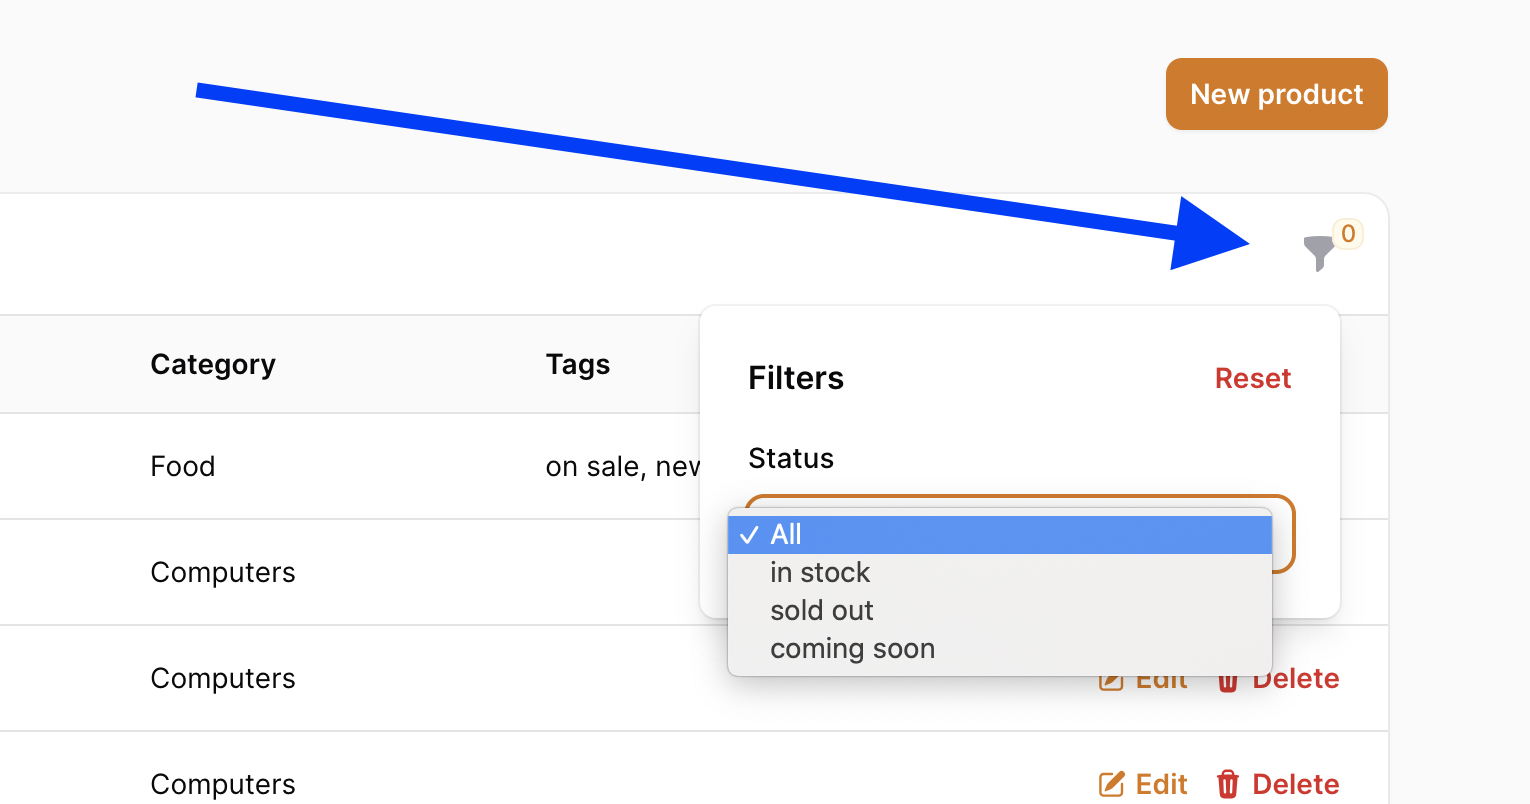 New product
0
Category Tags
Filters Reset
Food on sale, new
Status
All
Computers in stock
sold out
coming soon
Computers Edit Delete
Computers Edit Delete